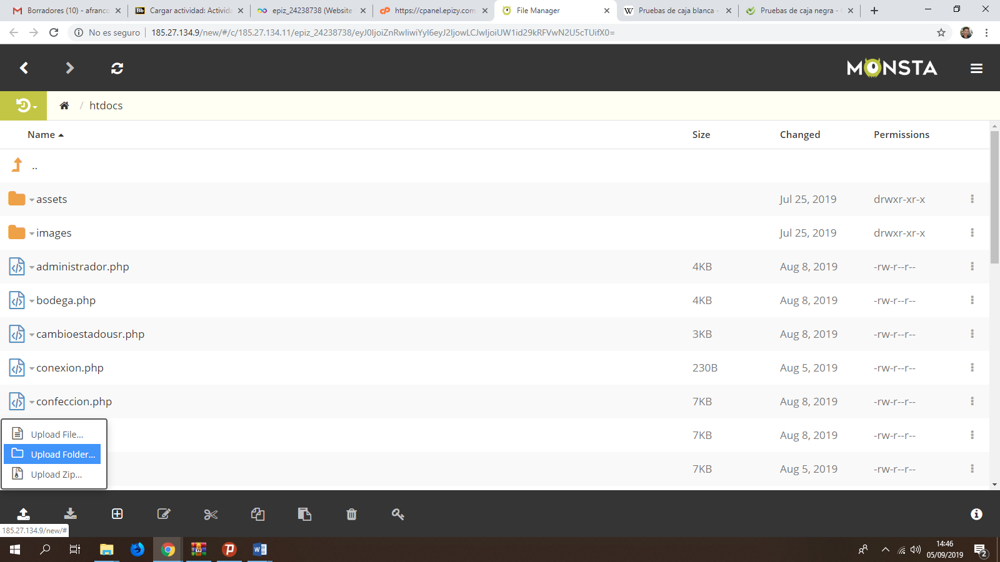 Borradores (10) - afranco
Cargar actividad: Activida
epiz_24238738 (Website
https://cpanel.epizy.com
File Manager
Pruebas de caja blanca -
Pruebas de caja negra -
No es seguro
185.27.134.9/new/#/c/185.27.134.11/epiz_24238738/eyJ0IjoiZnRwIiwiYyI6eyJ2IjowLCJwIjoiUW1id29kRFVwN2U5cTUifX0=
MONSTA
/ htdocs
Name Size Changed Permissions
..
assets Jul 25, 2019 drwxr-xr-x
images Jul 25, 2019 drwxr-xr-x
administrador.php 4KB Aug 8, 2019 -rw-r--r--
bodega.php 4KB Aug 8, 2019 -rw-r--r--
cambioestadousr.php 3KB Aug 8, 2019 -rw-r--r--
conexion.php 230B Aug 5, 2019 -rw-r--r--
confeccion.php 7KB Aug 8, 2019 -rw-r--r--
Upload File...
7KB Aug 8, 2019 -rw-r--r--
Upload Folder...
Upload Zip...
7KB Aug 5, 2019 -rw-r--r--
185.27.134.9/new/#
14:46
05/09/2019
2